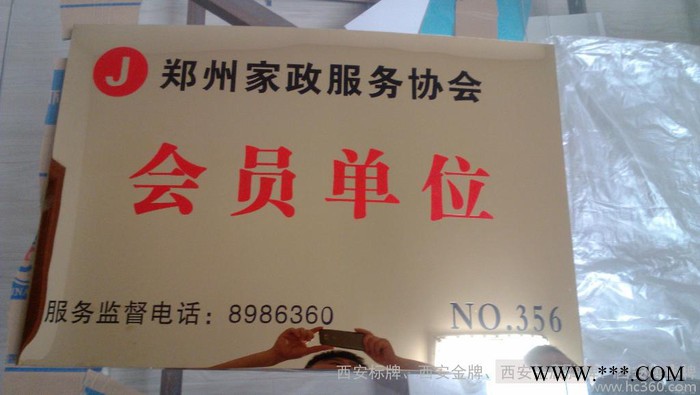 J 郑州家政服务协会
会员单位
服务监督电话：8986360 NO.356
西安标牌、西安金牌、西安
WWW.***.COM
www.hc360.com